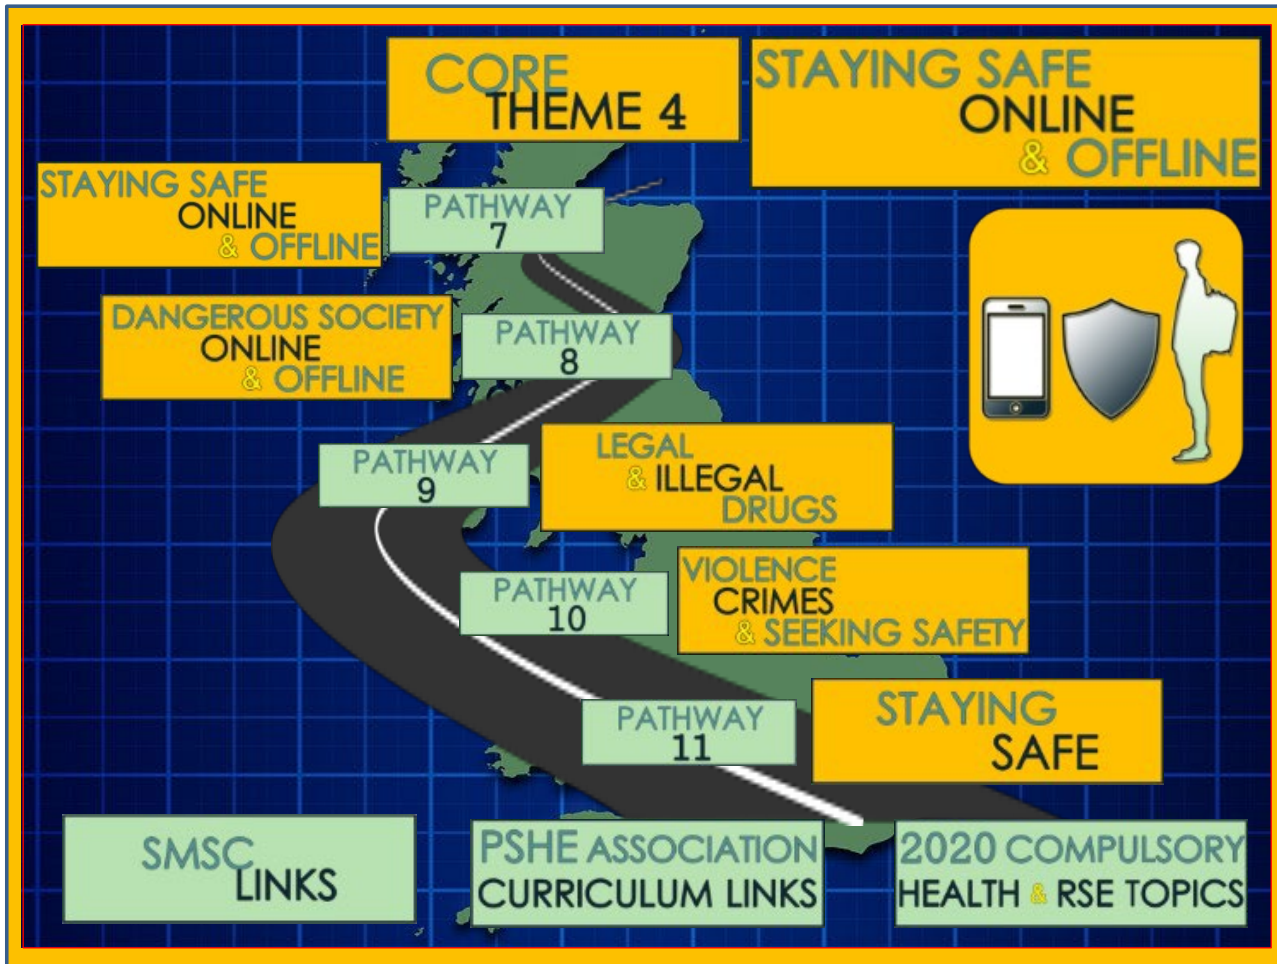 CORE
THEME 4
STAYING SAFE
ONLINE
& OFFLINE
STAYING SAFE
ONLINE
& OFFLINE
PATHWAY
7
DANGEROUS SOCIETY
ONLINE
& OFFLINE
PATHWAY
8
PATHWAY
9
LEGAL
& ILLEGAL
DRUGS
PATHWAY
10
VIOLENCE
CRIMES
& SEEKING SAFETY
PATHWAY
11
STAYING
SAFE
SMSC
LINKS
PSHE ASSOCIATION
CURRICULUM LINKS
2020 COMPULSORY
HEALTH & RSE TOPICS